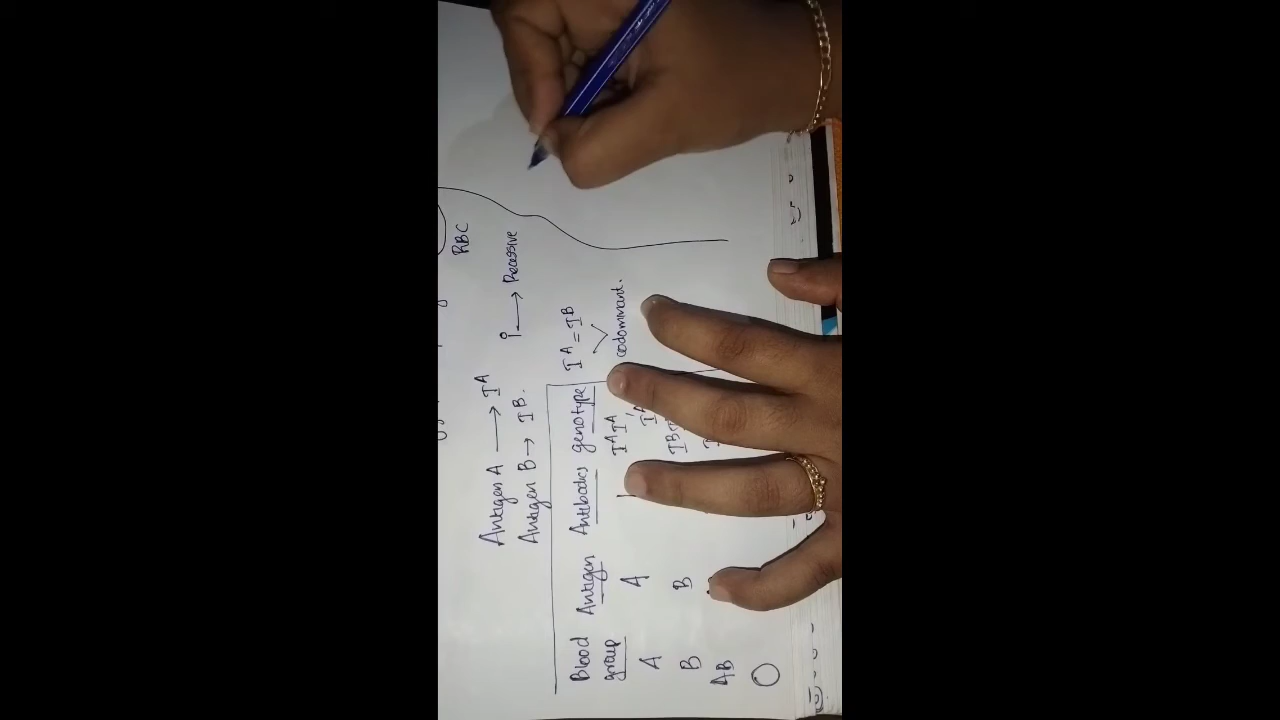 RBC
Antigen A → IA
Antigen B → IB.
i → Recessive
IA = IB
codominant.
Blood group Antigen Antibodies genotype
A A IAIA
B B
AB
O